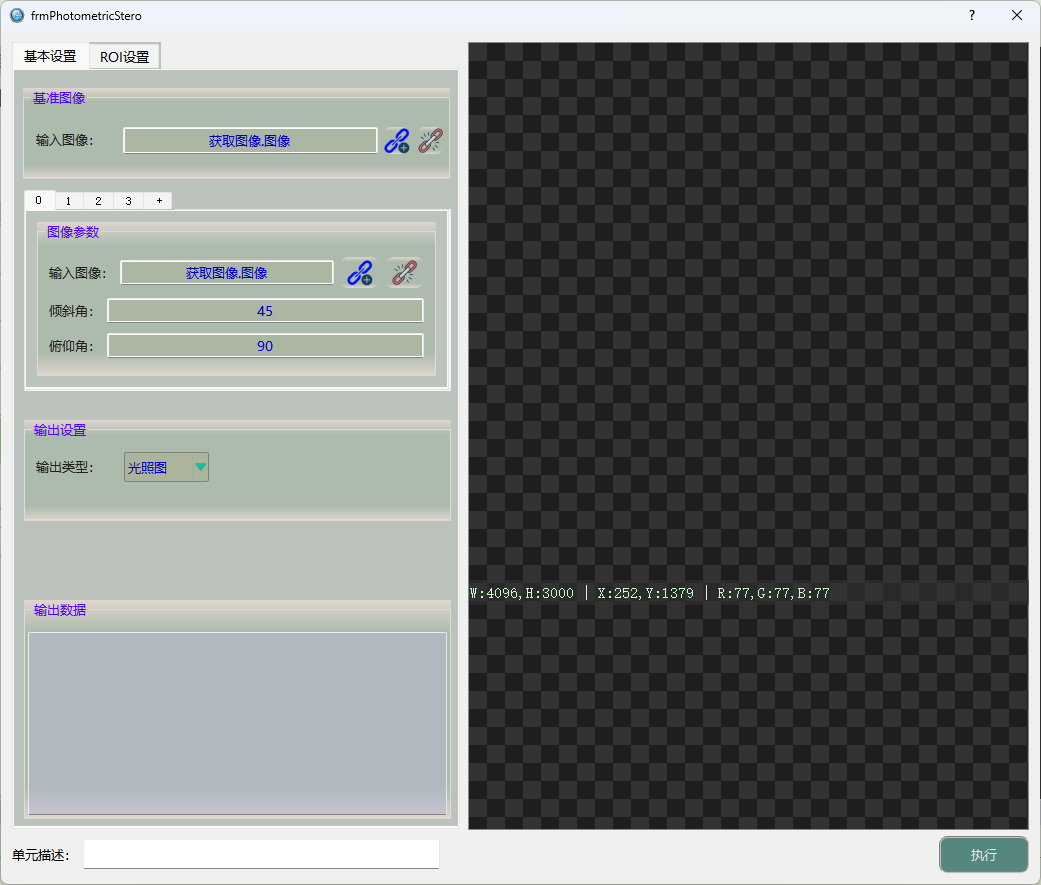 frmPhotometricStero
?
基本设置 ROI设置
基准图像
输入图像: 获取图像.图像
0 1 2 3 +
图像参数
输入图像: 获取图像.图像
倾斜角: 45
俯仰角: 90
输出设置
输出类型: 光照图
W:4096,H:3000 | X:252,Y:1379 | R:77,G:77,B:77
输出数据
单元描述: 执行